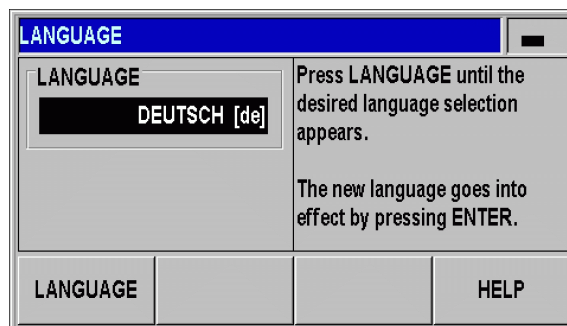 LANGUAGE
LANGUAGE
DEUTSCH [de]
Press LANGUAGE until the
desired language selection
appears.
The new language goes into
effect by pressing ENTER.
LANGUAGE
HELP